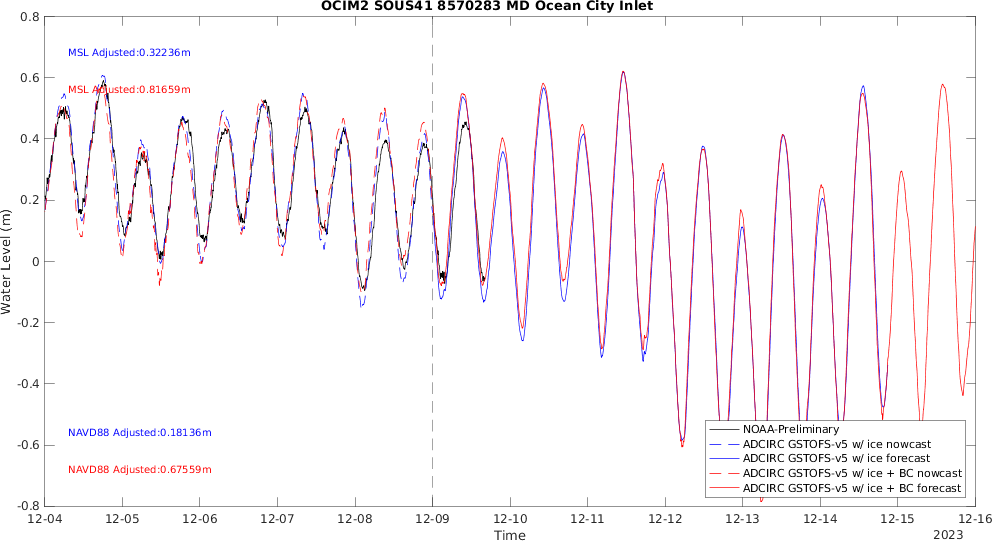 OCIM2 SOUS41 8570283 MD Ocean City Inlet
0.8
0.6
0.4
0.2
0
-0.2
-0.4
-0.6
-0.8
Water Level (m)
MSL Adjusted:0.32236m
MSL Adjusted:0.81659m
NAVD88 Adjusted:0.18136m
NAVD88 Adjusted:0.67559m
NOAA-Preliminary
ADCIRC GSTOFS-v5 w/ ice nowcast
ADCIRC GSTOFS-v5 w/ ice forecast
ADCIRC GSTOFS-v5 w/ ice + BC nowcast
ADCIRC GSTOFS-v5 w/ ice + BC forecast
12-04 12-05 12-06 12-07 12-08 12-09 12-10 12-11 12-12 12-13 12-14 12-15 12-16
Time
2023